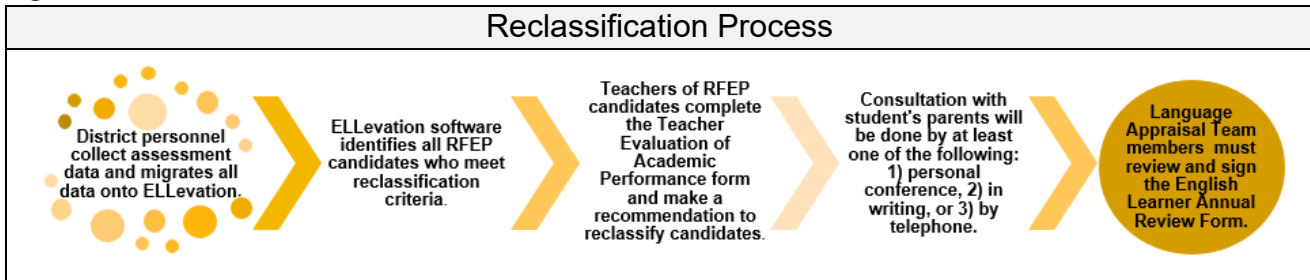 Reclassification Process
District personnel
collect assessment
data and migrates all
data onto ELLevation.
ELLevation software
identifies all RFEP
candidates who meet
reclassification
criteria.
Teachers of RFEP
candidates complete
the Teacher
Evaluation of
Academic
Performance form
and make a
recommendation to
reclassify candidates.
Consultation with
student's parents will
be done by at least
one of the following:
1) personal
conference, 2) in
writing, or 3) by
telephone.
Language
Appraisal Team
members must
review and sign
the English
Learner Annual
Review Form.